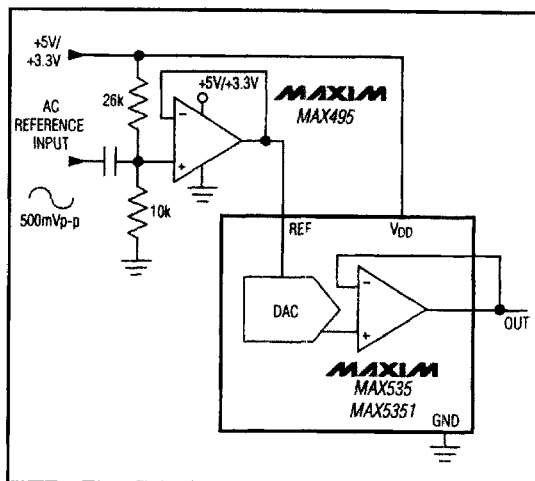 +5V/
+3.3V
26k
+5V/+3.3V
MAXIM
MAX495
AC
REFERENCE
INPUT
–
+
500mVp-p
10k
REF
VDD
DAC
–
+
OUT
MAXIM
MAX535
MAX5351
GND